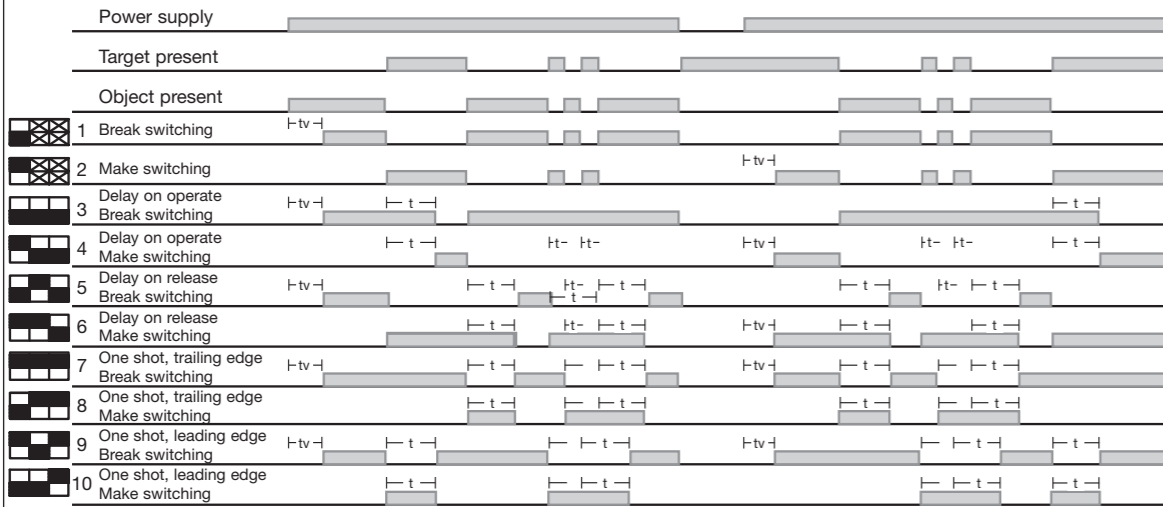 Power supply
Target present
Object present
1 Break switching ⊢tv⊣
2 Make switching ⊢tv⊣
Delay on operate
3 Break switching ⊢tv⊣ ⊢ t ⊣ ⊢ t ⊣
Delay on operate
4 Make switching ⊢ t ⊣ ⊢t- ⊢t- ⊢tv⊣ ⊢t- ⊢t- ⊢ t ⊣
Delay on release
5 Break switching ⊢tv⊣ ⊢ t ⊣ ⊢t- ⊢ t ⊣ ⊢ t ⊣ ⊢ t ⊣ ⊢t- ⊢ t ⊣
Delay on release
6 Make switching ⊢ t ⊣ ⊢t- ⊢ t ⊣ ⊢tv⊣ ⊢ t ⊣ ⊢ t ⊣
One shot, trailing edge
7 Break switching ⊢tv⊣ ⊢ t ⊣ ⊢ — ⊢ t ⊣ ⊢tv⊣ ⊢ t ⊣ ⊢ — ⊢ t ⊣
One shot, trailing edge
8 Make switching ⊢ t ⊣ ⊢ — ⊢ t ⊣ ⊢ t ⊣ ⊢ — ⊢ t ⊣
One shot, leading edge
9 Break switching ⊢tv⊣ ⊢ t ⊣ ⊢ — ⊢ t ⊣ ⊢tv⊣ ⊢ — ⊢ t ⊣ ⊢ t ⊣
One shot, leading edge
10 Make switching ⊢ t ⊣ ⊢ — ⊢ t ⊣ ⊢ — ⊢ t ⊣ ⊢ t ⊣